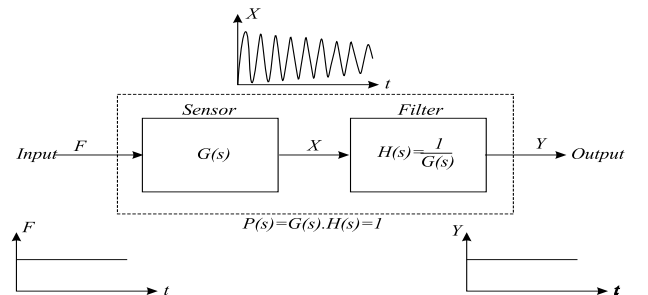 X
t
Sensor
Filter
Input F
G(s)
X
H(s)=1/G(s)
Y Output
P(s)=G(s).H(s)=1
F
t
Y
t